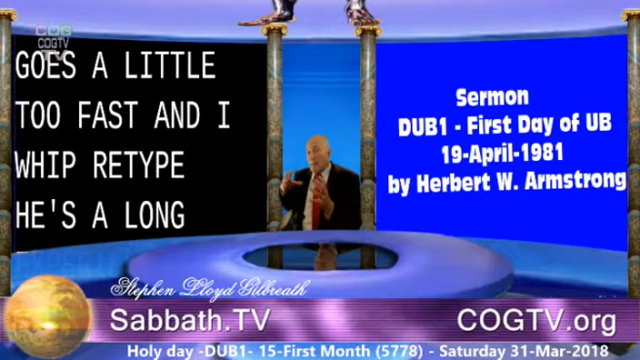 COG
COGTV
TV
GOES A LITTLE
TOO FAST AND I
WHIP RETYPE
HE'S A LONG
Sermon
DUB1 - First Day of UB
19-April-1981
by Herbert W. Armstrong
Stephen Lloyd Gilbreath
Sabbath.TV
COGTV.org
Holy day -DUB1- 15-First Month (5778) - Saturday 31-Mar-2018